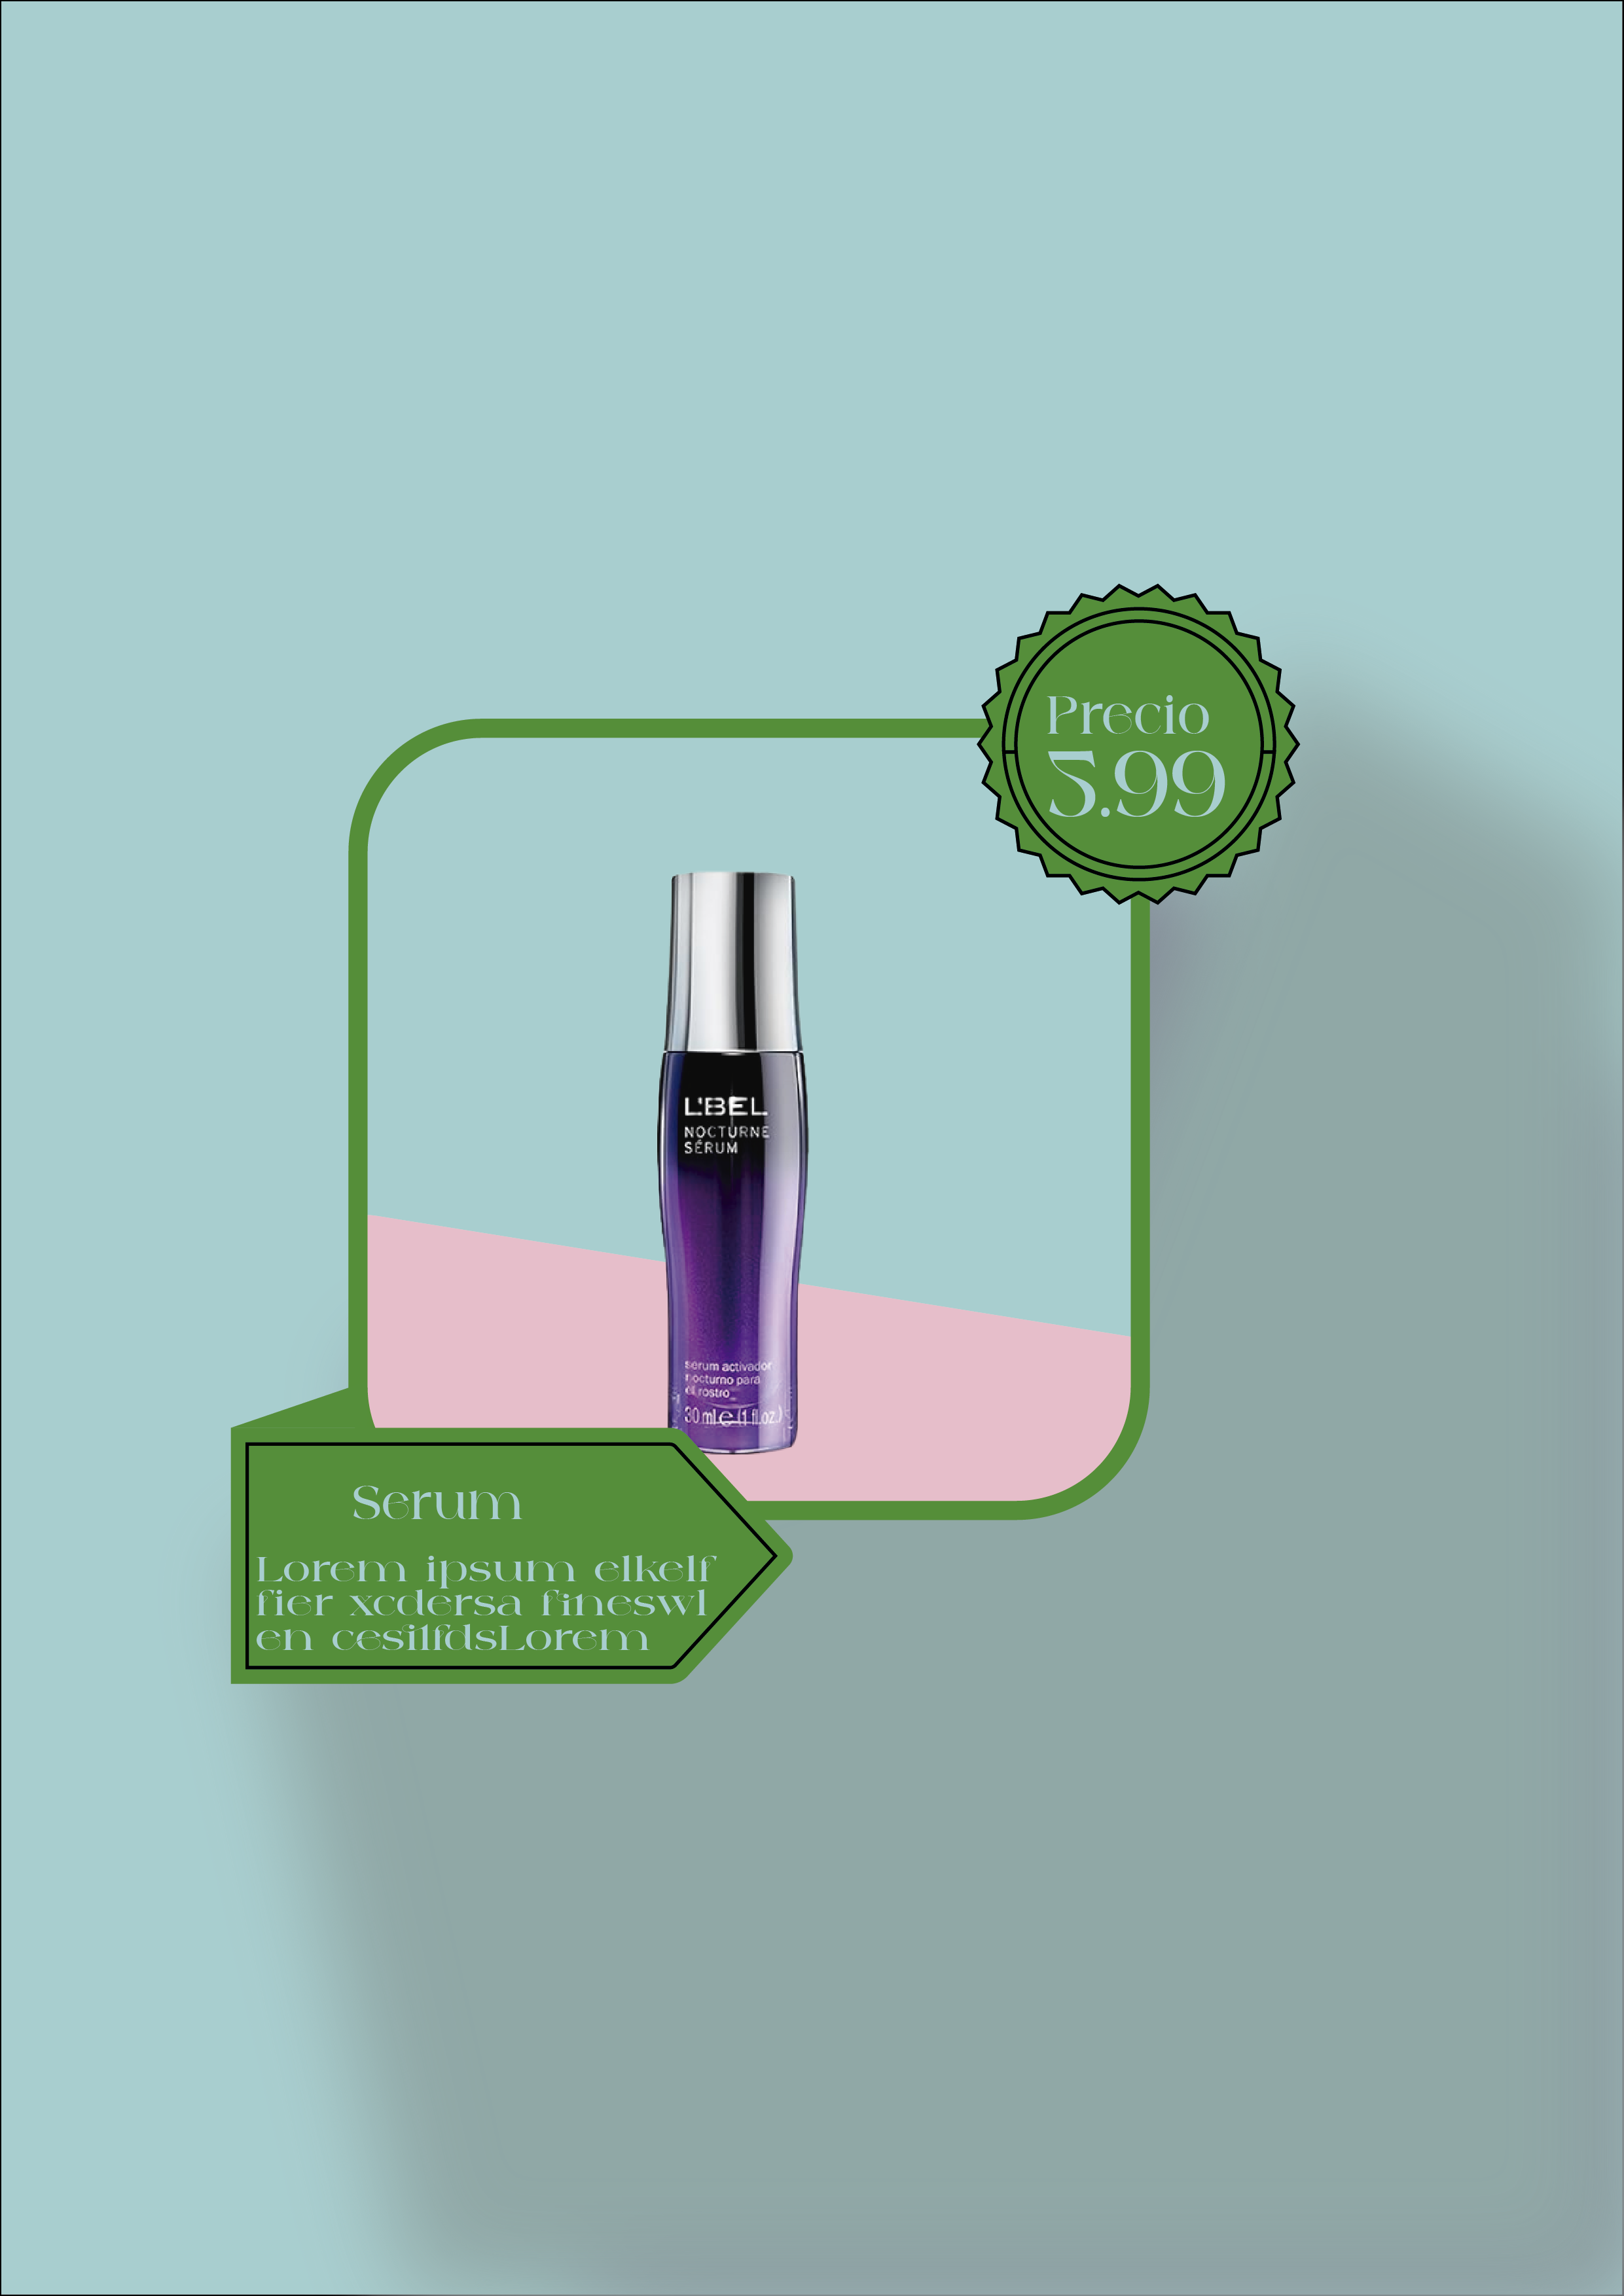 Precio
5.99
L'BEL
NOCTURNE
SÉRUM
serum activador
nocturno para
el rostro
30 ml e (1 fl.oz.)
Serum
Lorem ipsum elkelf
fier xcdersa fineswl
en cesilfdsLorem